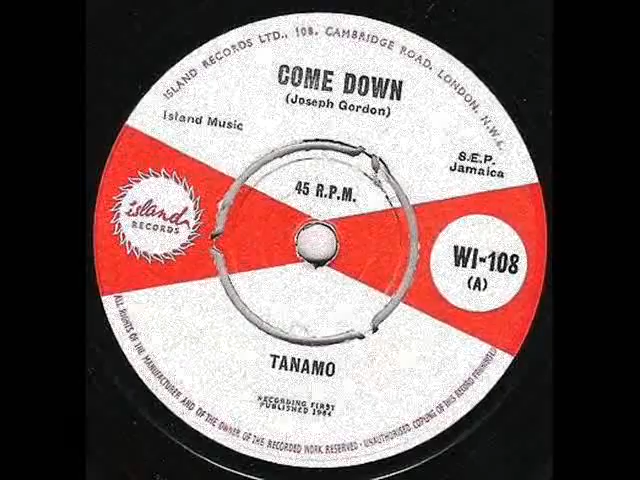 ISLAND RECORDS LTD., 108, CAMBRIDGE ROAD, LONDON, N.W.6.
COME DOWN
(Joseph Gordon)
Island Music
S.E.P.
Jamaica
45 R.P.M.
island
RECORDS
WI-108
(A)
TANAMO
RECORDING FIRST
PUBLISHED 1964
ALL RIGHTS OF THE MANUFACTURER AND OF THE OWNER OF THE RECORDED WORK RESERVED - UNAUTHORISED COPYING OF THIS RECORD PROHIBITED